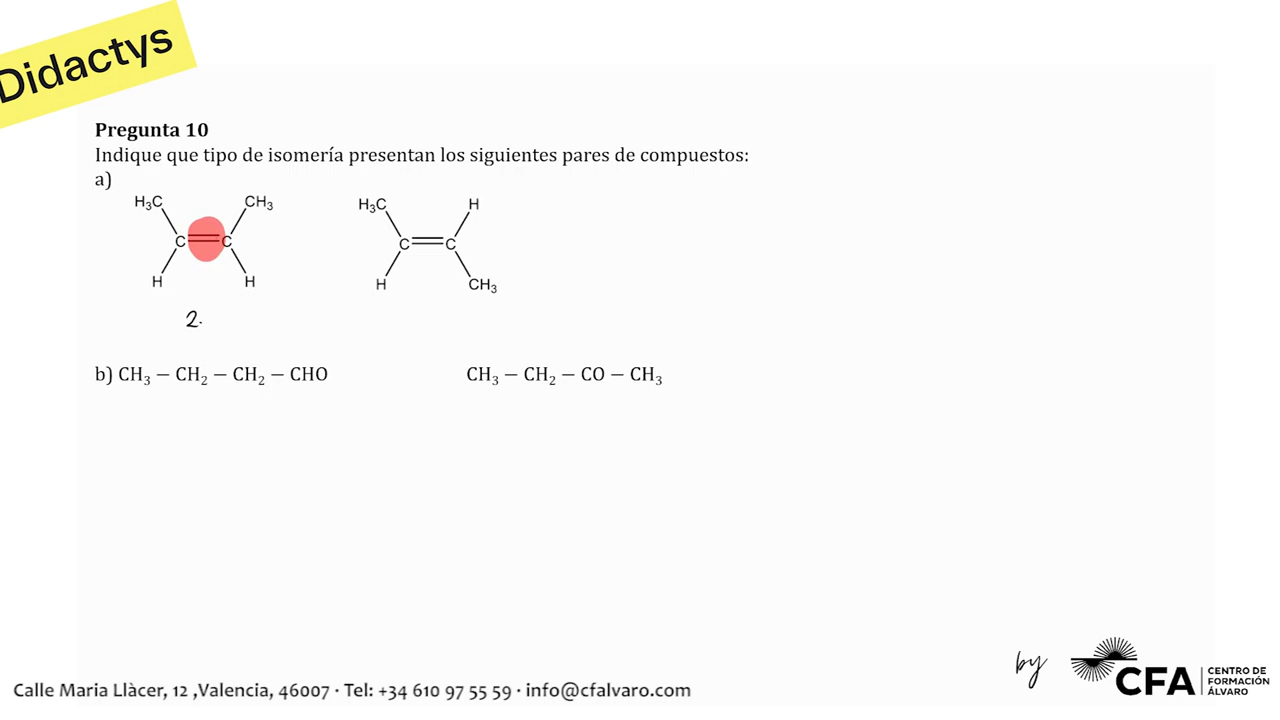 Didactys
Pregunta 10
Indique que tipo de isomería presentan los siguientes pares de compuestos:
a)
H₃C CH₃ H₃C H
C C C C
H H H CH₃
2.
b) CH₃ − CH₂ − CH₂ − CHO CH₃ − CH₂ − CO − CH₃
by CFA CENTRO DE
FORMACIÓN
ÁLVARO
Calle Maria Llàcer, 12 ,Valencia, 46007 · Tel: +34 610 97 55 59 · info@cfalvaro.com